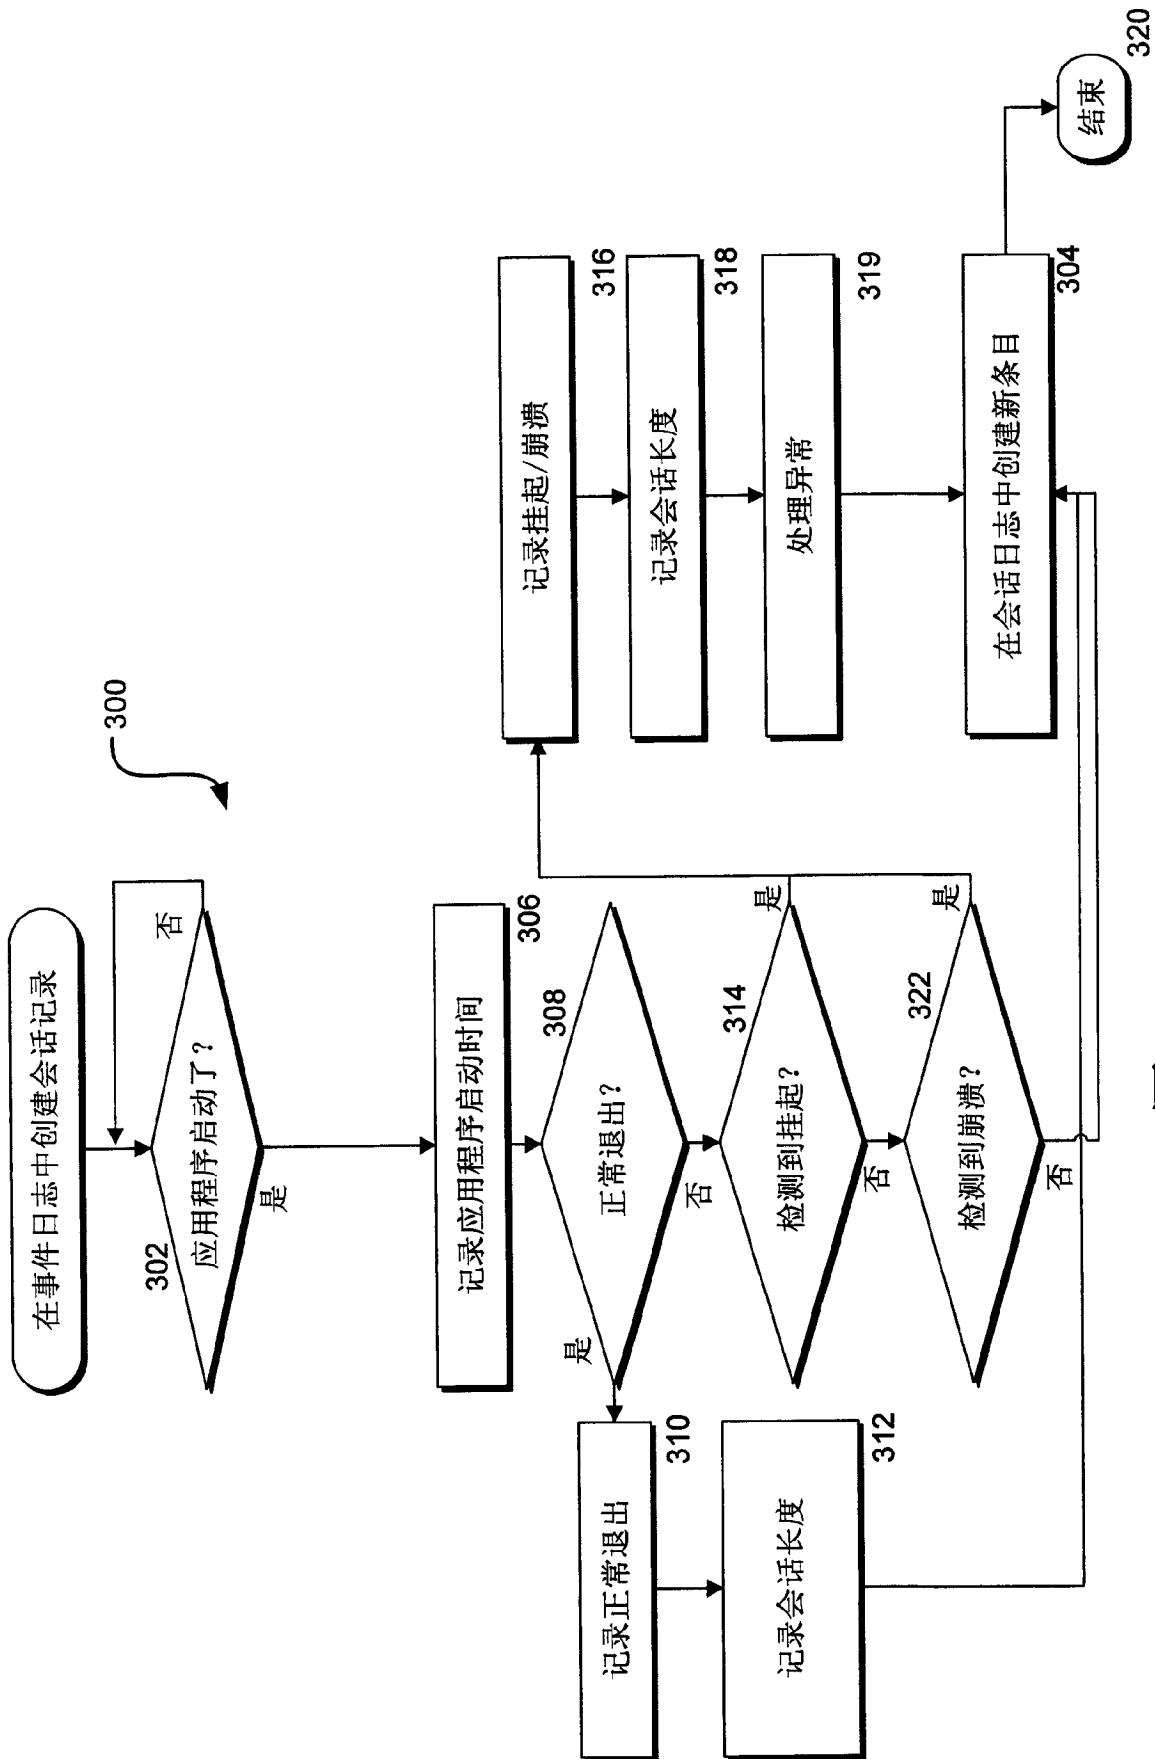 在事件日志中创建会话记录
300
302
应用程序启动了？
否
是
记录应用程序启动时间
306
308
正常退出？
是
否
记录正常退出
310
记录会话长度
312
314
检测到挂起？
是
否
322
检测到崩溃？
是
否
记录挂起/崩溃
316
记录会话长度
318
处理异常
319
在会话日志中创建新条目
304
结束
320